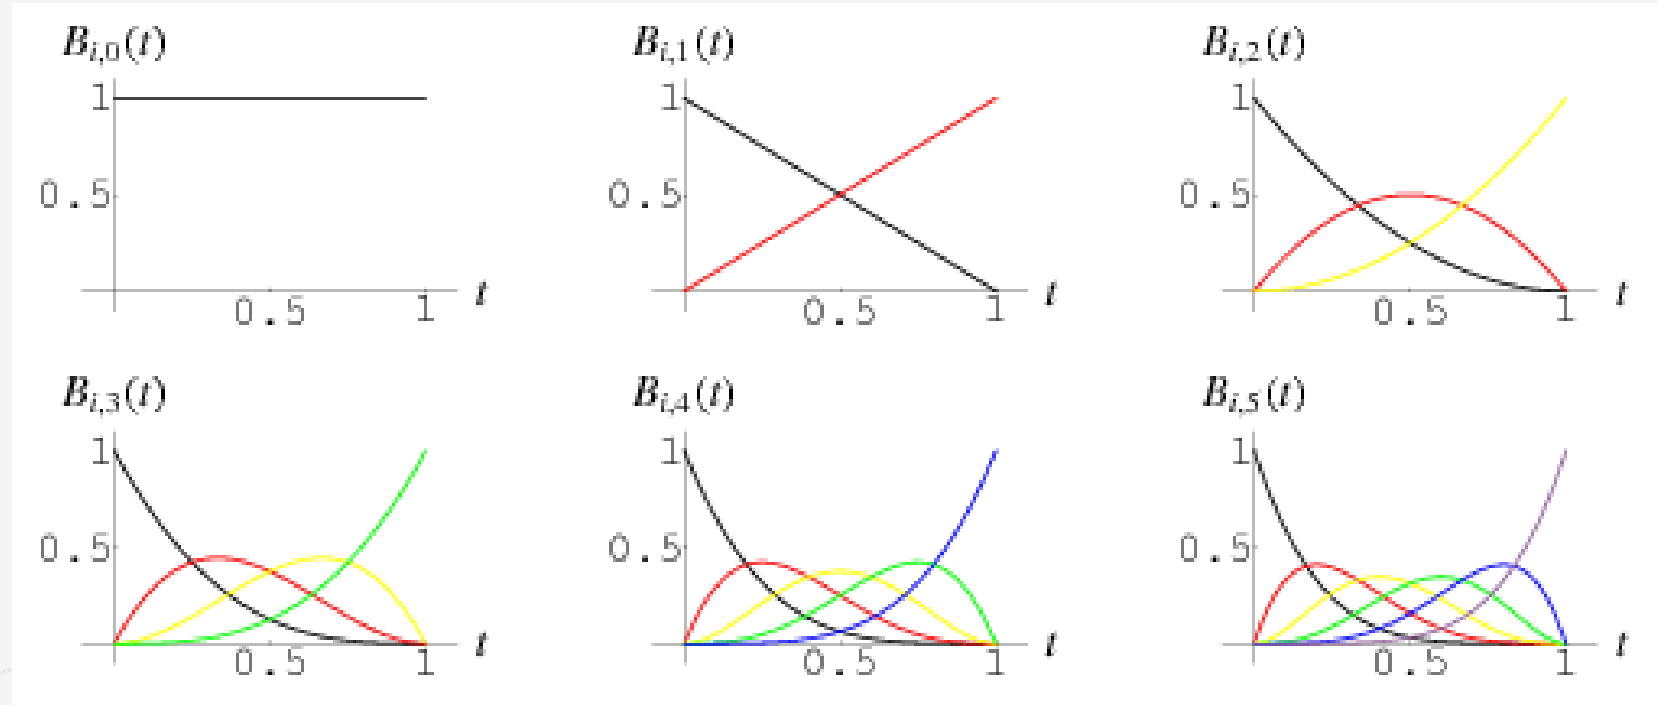 B_{i,0}(t) B_{i,1}(t) B_{i,2}(t)
1 1 1
0.5 0.5 0.5
0.5 1 t 0.5 1 t 0.5 1 t
B_{i,3}(t) B_{i,4}(t) B_{i,5}(t)
1 1 1
0.5 0.5 0.5
0.5 1 t 0.5 1 t 0.5 1 t